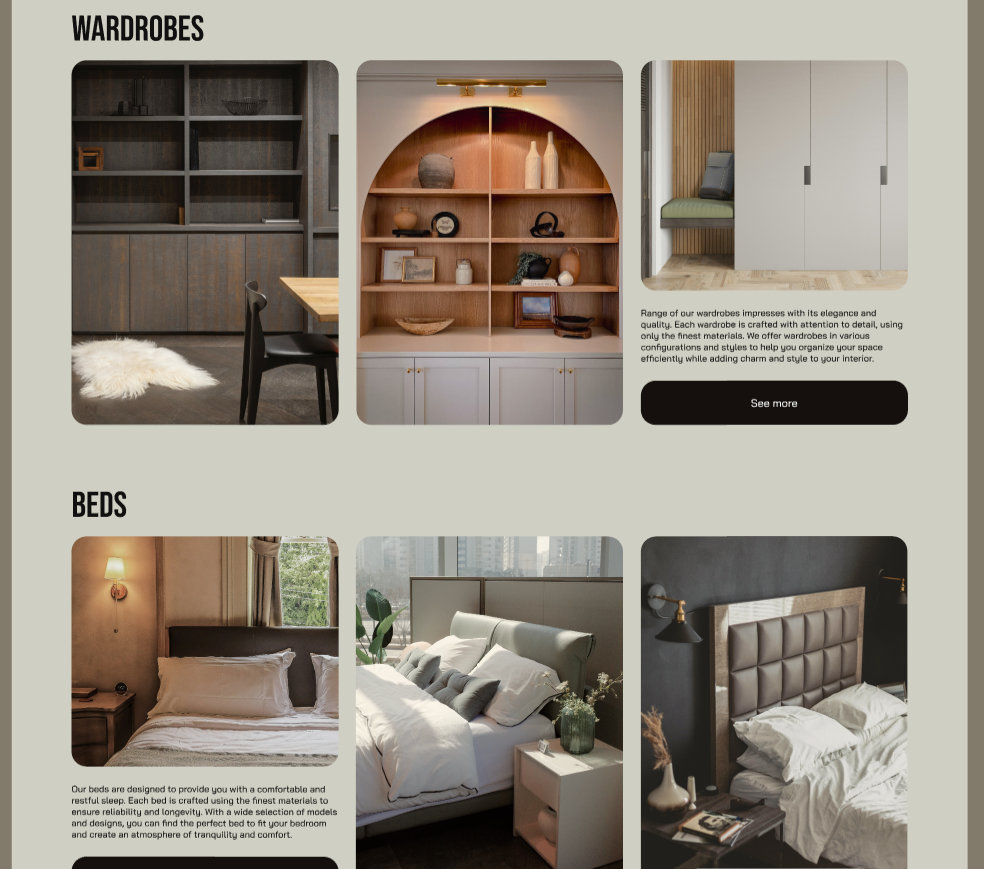 WARDROBES
Range of our wardrobes impresses with its elegance and
quality. Each wardrobe is crafted with attention to detail, using
only the finest materials. We offer wardrobes in various
configurations and styles to help you organize your space
efficiently while adding charm and style to your interior.
See more
BEDS
Our beds are designed to provide you with a comfortable and
restful sleep. Each bed is crafted using the finest materials to
ensure reliability and longevity. With a wide selection of models
and designs, you can find the perfect bed to fit your bedroom
and create an atmosphere of tranquility and comfort.